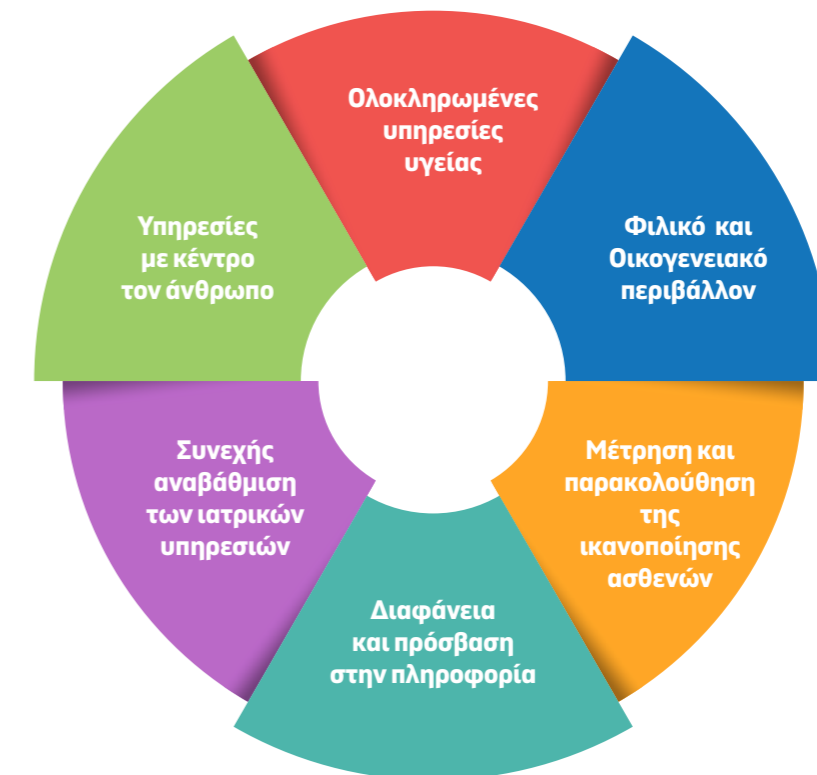 Ολοκληρωμένες
υπηρεσίες
υγείας
Φιλικό και
Οικογενειακό
περιβάλλον
Μέτρηση και
παρακολούθηση
της
ικανοποίησης
ασθενών
Διαφάνεια
και πρόσβαση
στην πληροφορία
Συνεχής
αναβάθμιση
των ιατρικών
υπηρεσιών
Υπηρεσίες
με κέντρο
τον άνθρωπο